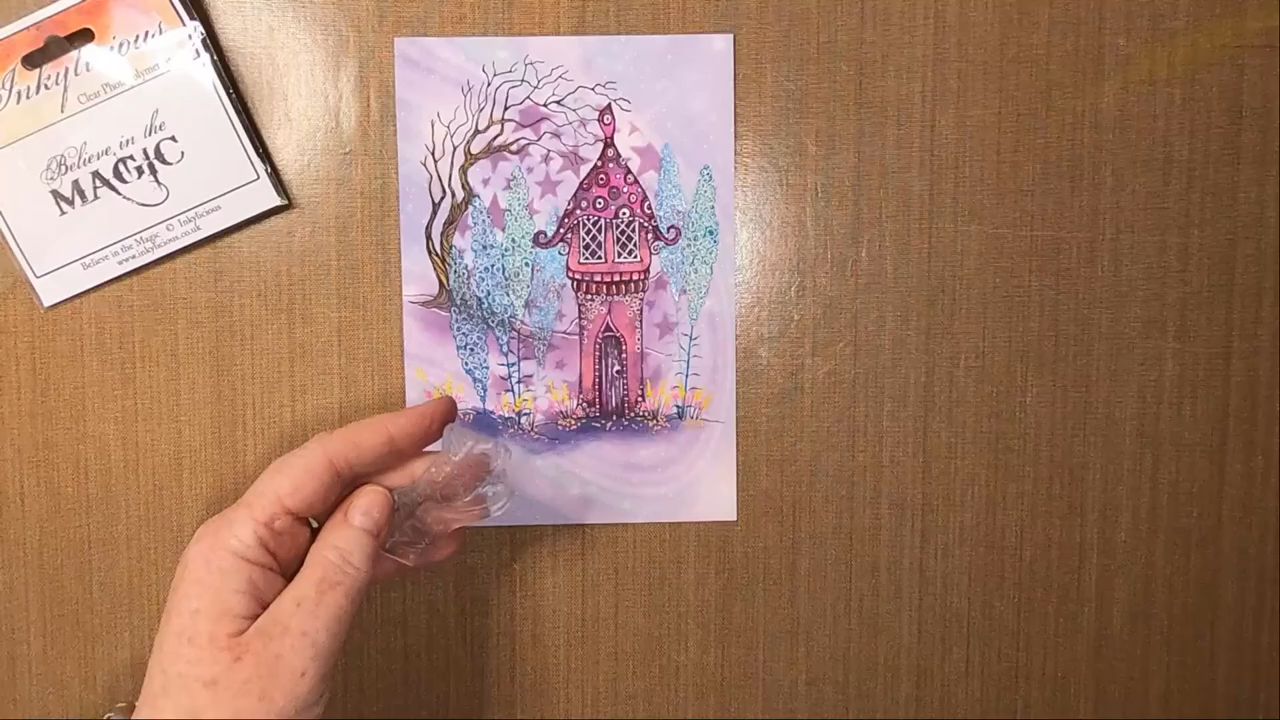 Inkylicious
Clear Photopolymer
Believe in the
MAGIC
Believe in the Magic © Inkylicious
www.inkylicious.co.uk